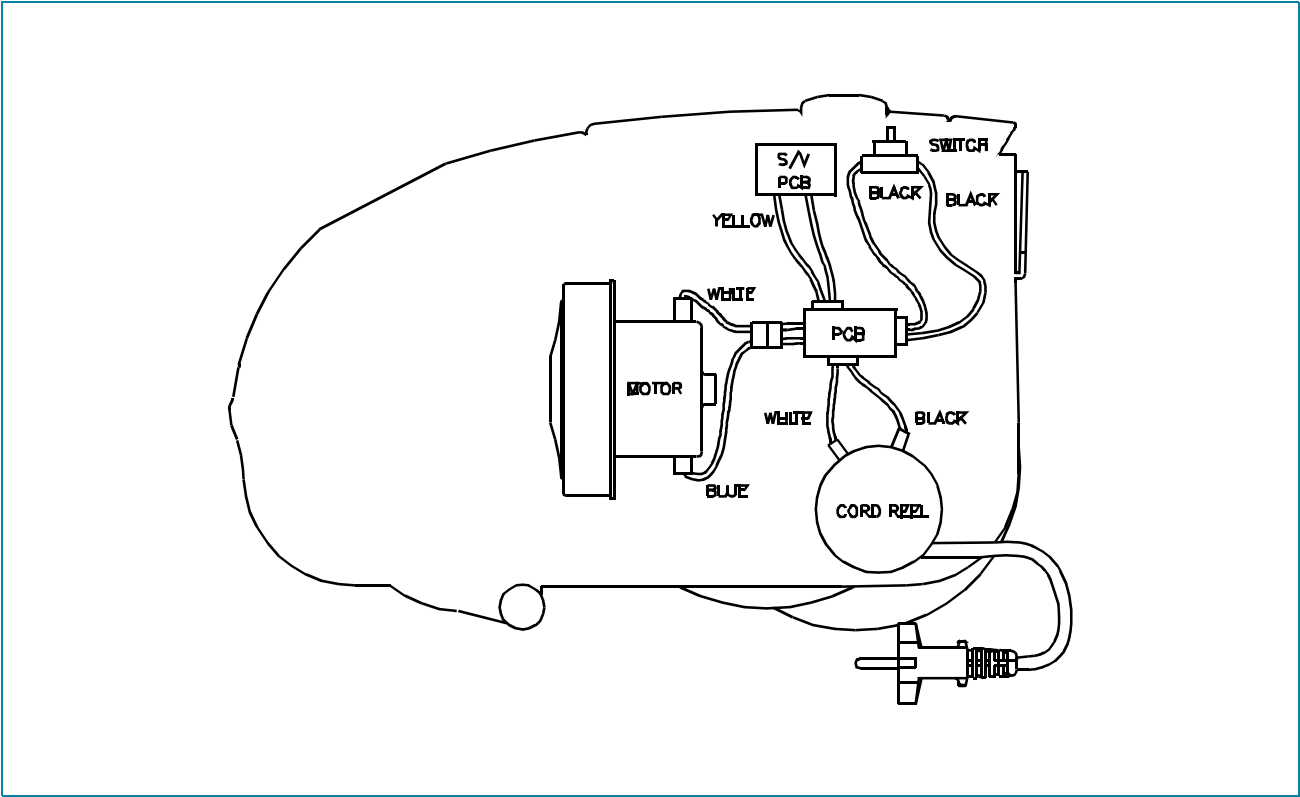 SWITCH
S/V
PCB
BLACK
BLACK
YELLOW
WHITE
PCB
MOTOR
WHITE
BLACK
BLUE
CORD REEL